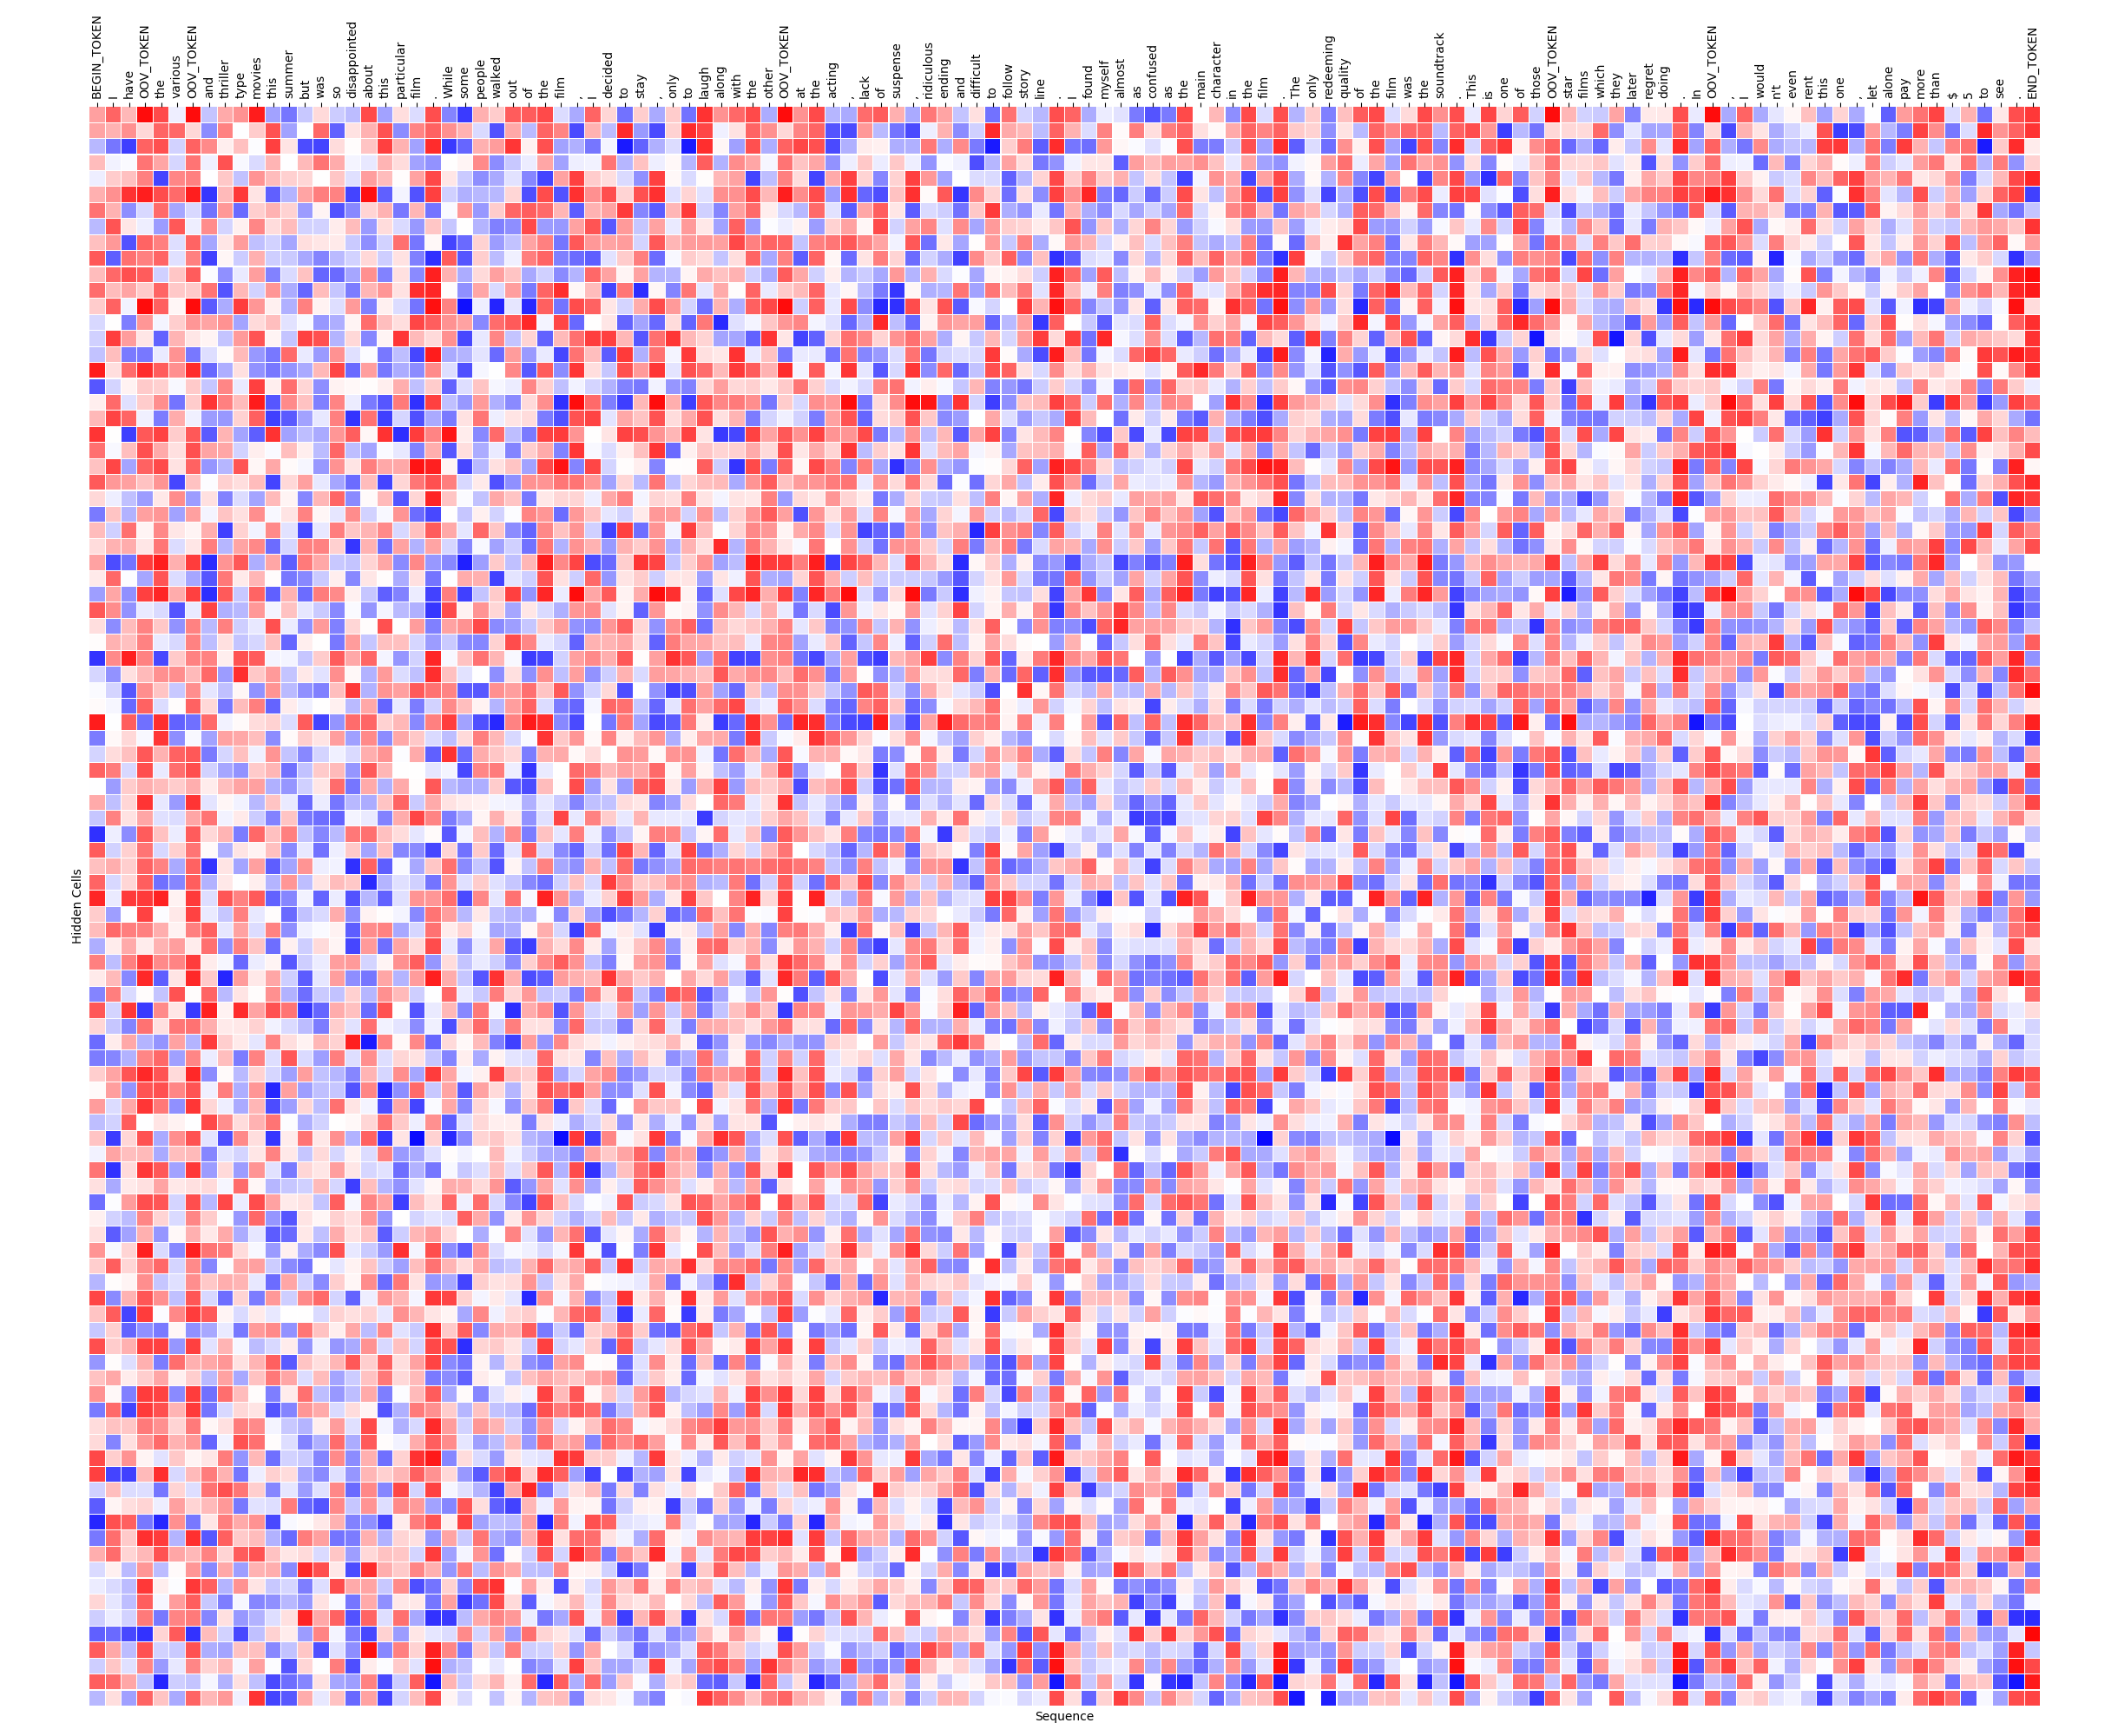 BEGIN_TOKEN I have OOV_TOKEN the various OOV_TOKEN and thriller type movies this summer but was so disappointed about this particular film . While some people walked out of the film , I decided to stay , only to laugh along with the other OOV_TOKEN at the acting , lack of suspense , ridiculous ending and difficult to follow story line . I found myself almost as confused as the main character in the film . The only redeeming quality of the film was the soundtrack . This is one of those OOV_TOKEN star films which they later regret doing . In OOV_TOKEN , I would n't even rent this one , let alone pay more than $ 5 to see . END_TOKEN
Hidden Cells
Sequence